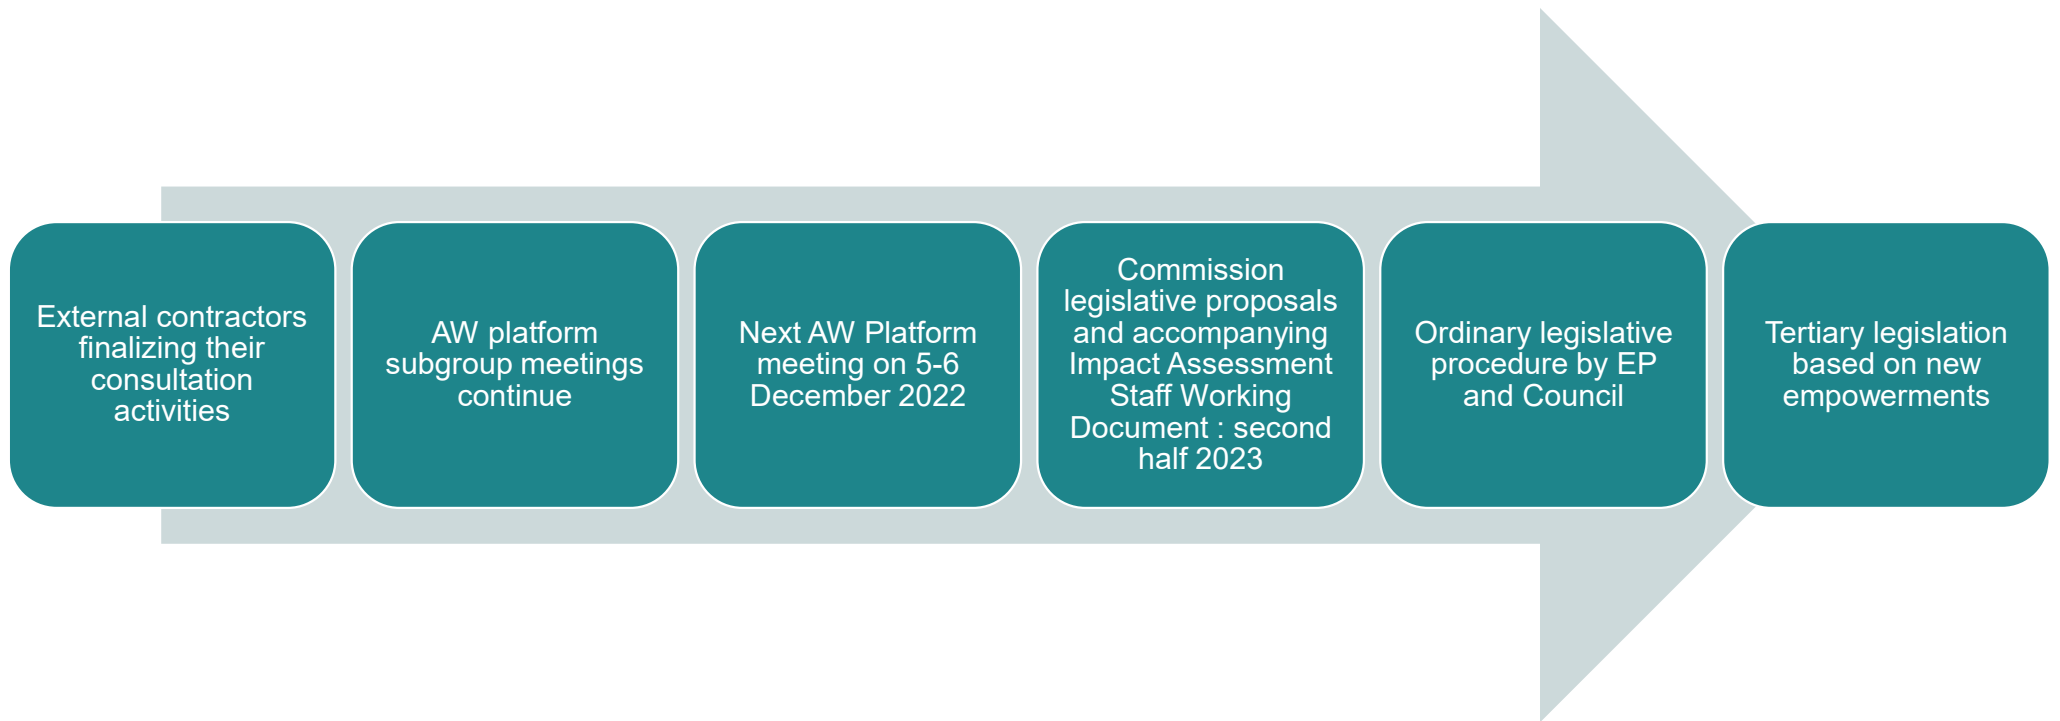 External contractors
finalizing their
consultation
activities
AW platform
subgroup meetings
continue
Next AW Platform
meeting on 5-6
December 2022
Commission
legislative proposals
and accompanying
Impact Assessment
Staff Working
Document : second
half 2023
Ordinary legislative
procedure by EP
and Council
Tertiary legislation
based on new
empowerments